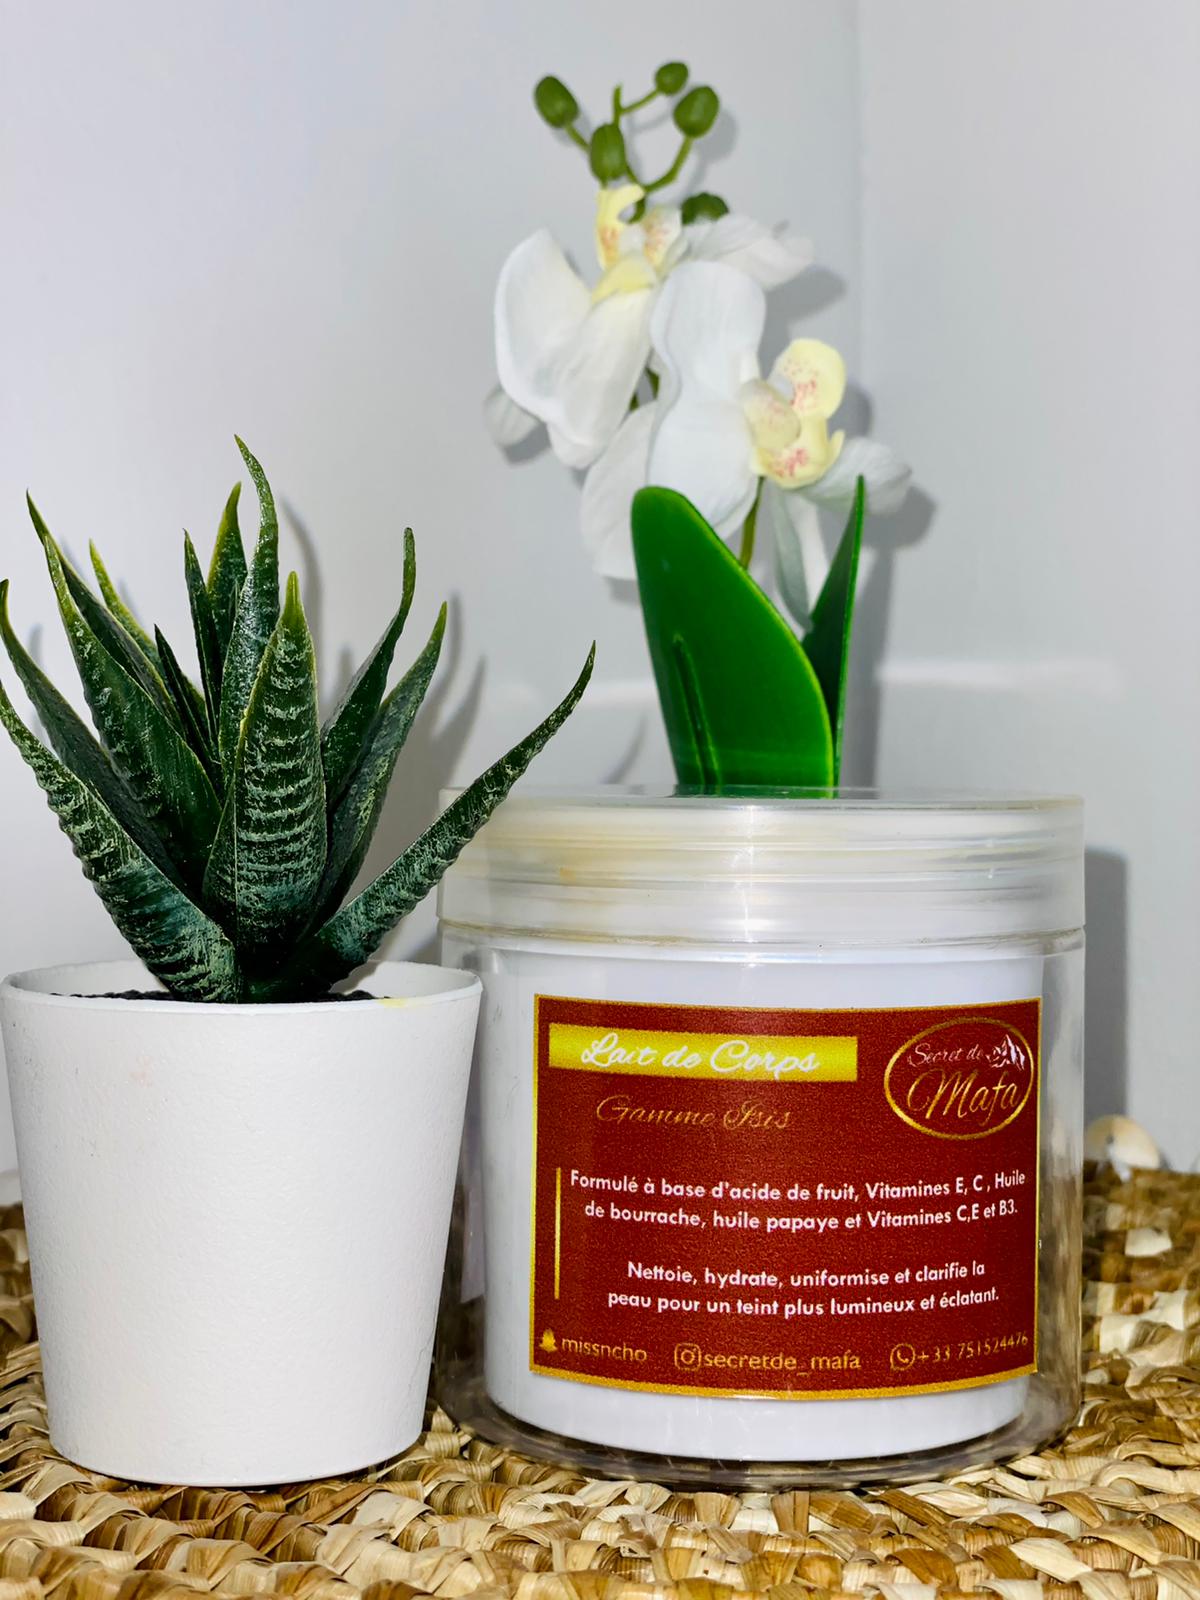 Lait de Corps
Secret de
Mafa
Gamme Isis
Formulé à base d'acide de fruit, Vitamines E, C , Huile
de bourrache, huile papaye et Vitamines C,E et B3.
Nettoie, hydrate, uniformise et clarifie la
peau pour un teint plus lumineux et éclatant.
missncho secretde_mafa +33 751524476